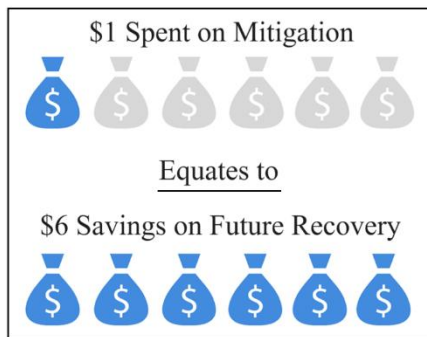 $1 Spent on Mitigation
$ $ $ $ $ $
Equates to
$6 Savings on Future Recovery
$ $ $ $ $ $